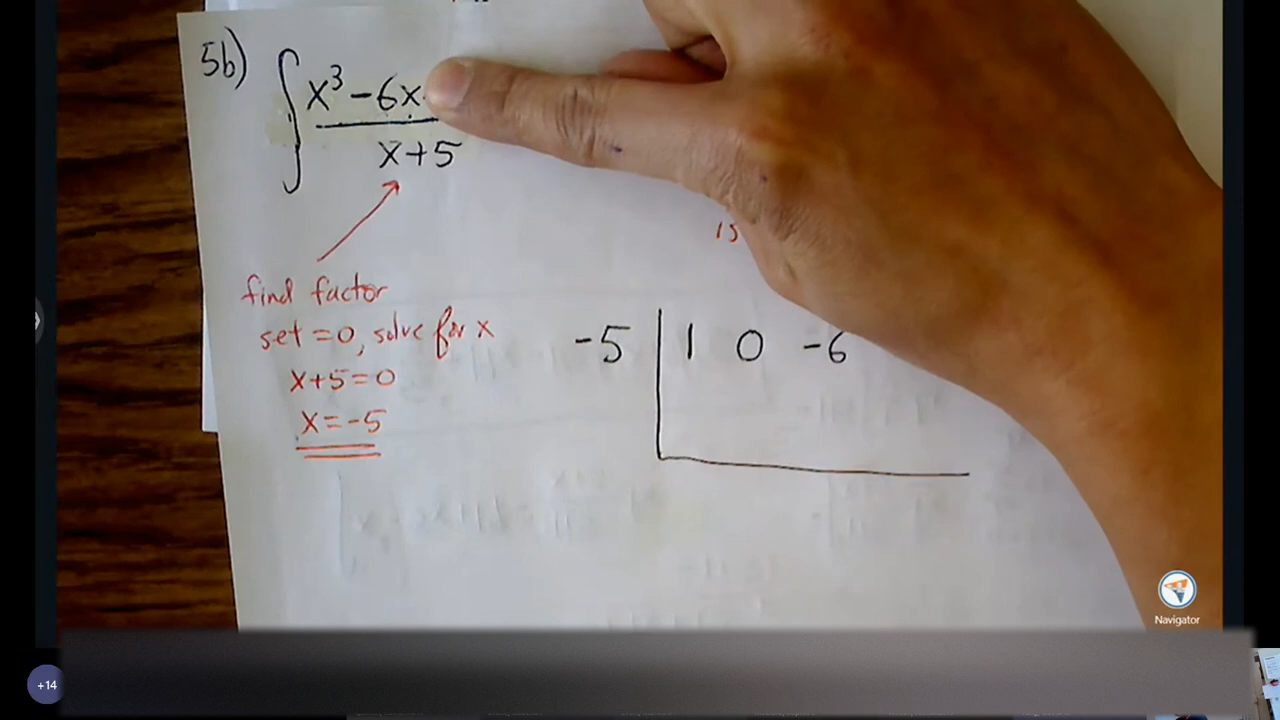 5b) ∫ x³-6x
x+5
15
find factor
set =0, solve for x
x+5=0
x=-5
-5 | 1 0 -6
Navigator
+14